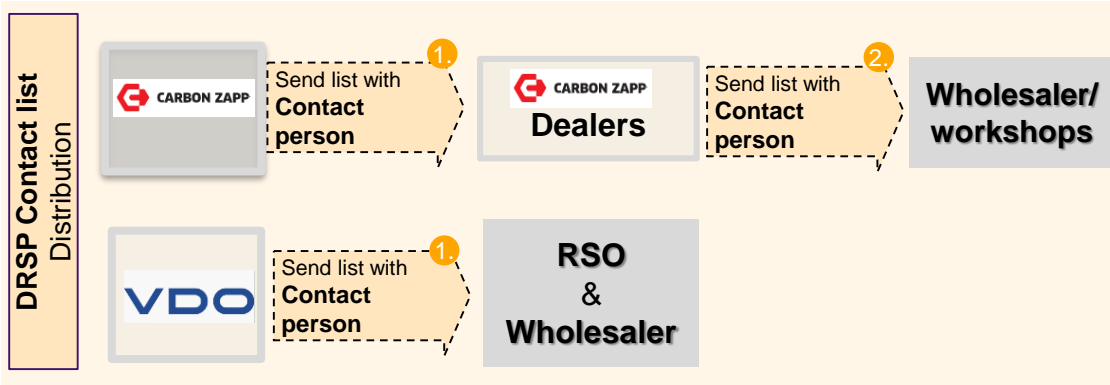 DRSP Contact list
Distribution
CARBON ZAPP
1.
Send list with
Contact
person
CARBON ZAPP
Dealers
2.
Send list with
Contact
person
Wholesaler/
workshops
VDO
1.
Send list with
Contact
person
RSO
&
Wholesaler